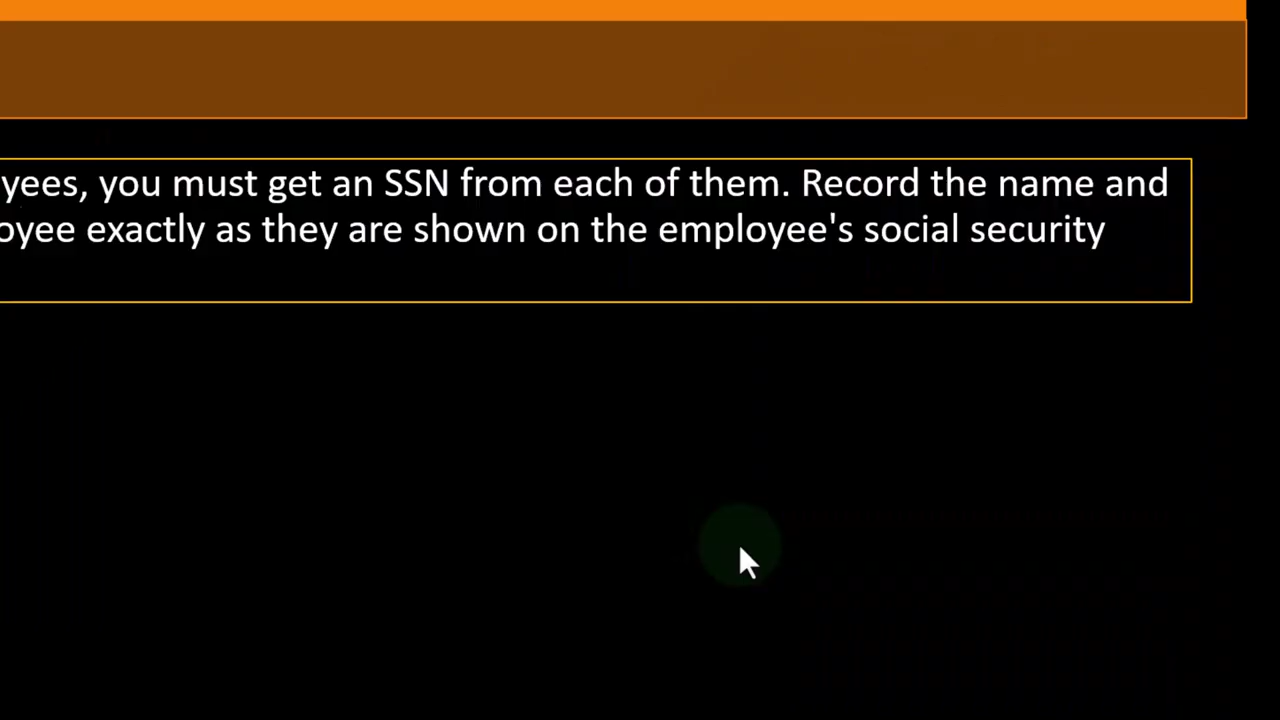 yees, you must get an SSN from each of them. Record the name and
oyee exactly as they are shown on the employee's social security